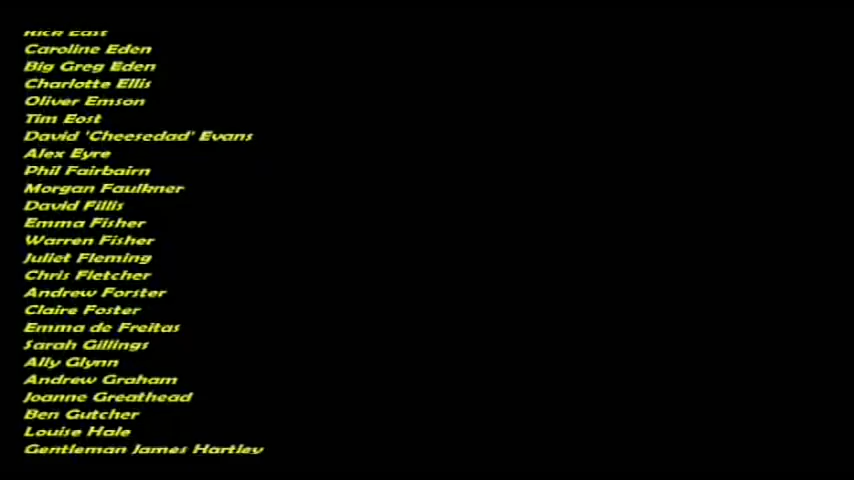 Rick East
Caroline Eden
Big Greg Eden
Charlotte Ellis
Oliver Emson
Tim Eost
David 'Cheesedad' Evans
Alex Eyre
Phil Fairbairn
Morgan Faulkner
David Fillis
Emma Fisher
Warren Fisher
Juliet Fleming
Chris Fletcher
Andrew Forster
Claire Foster
Emma de Freitas
Sarah Gillings
Ally Glynn
Andrew Graham
Joanne Greathead
Ben Gutcher
Louise Hale
Gentleman James Hartley